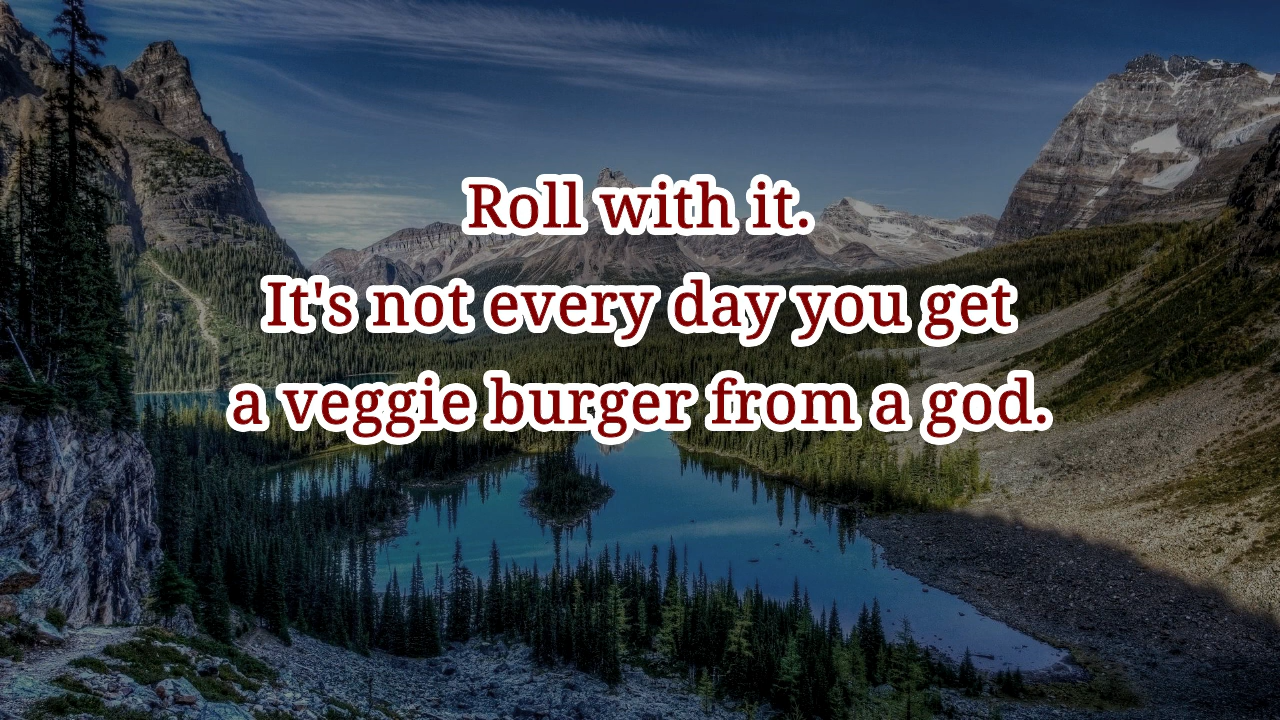 Roll with it.
It's not every day you get
a veggie burger from a god.